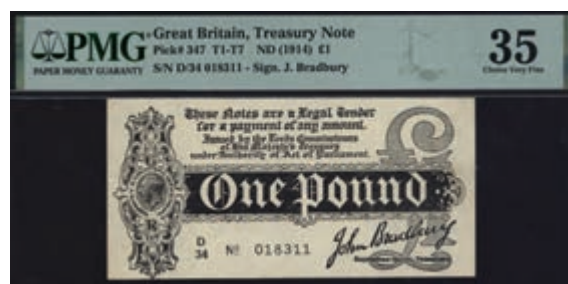 PMG
PAPER MONEY GUARANTY
Great Britain, Treasury Note
Pick# 347 T1-T7 ND (1914) £1
S/N D/34 018311 - Sign. J. Bradbury
35
Choice Very Fine
These Notes are a Legal Tender
for a payment of any amount.
Issued by the Lords Commissioners
of His Majesty's Treasury
under Authority of Act of Parliament.
One Pound
D
34 Nº 018311
John Bradbury